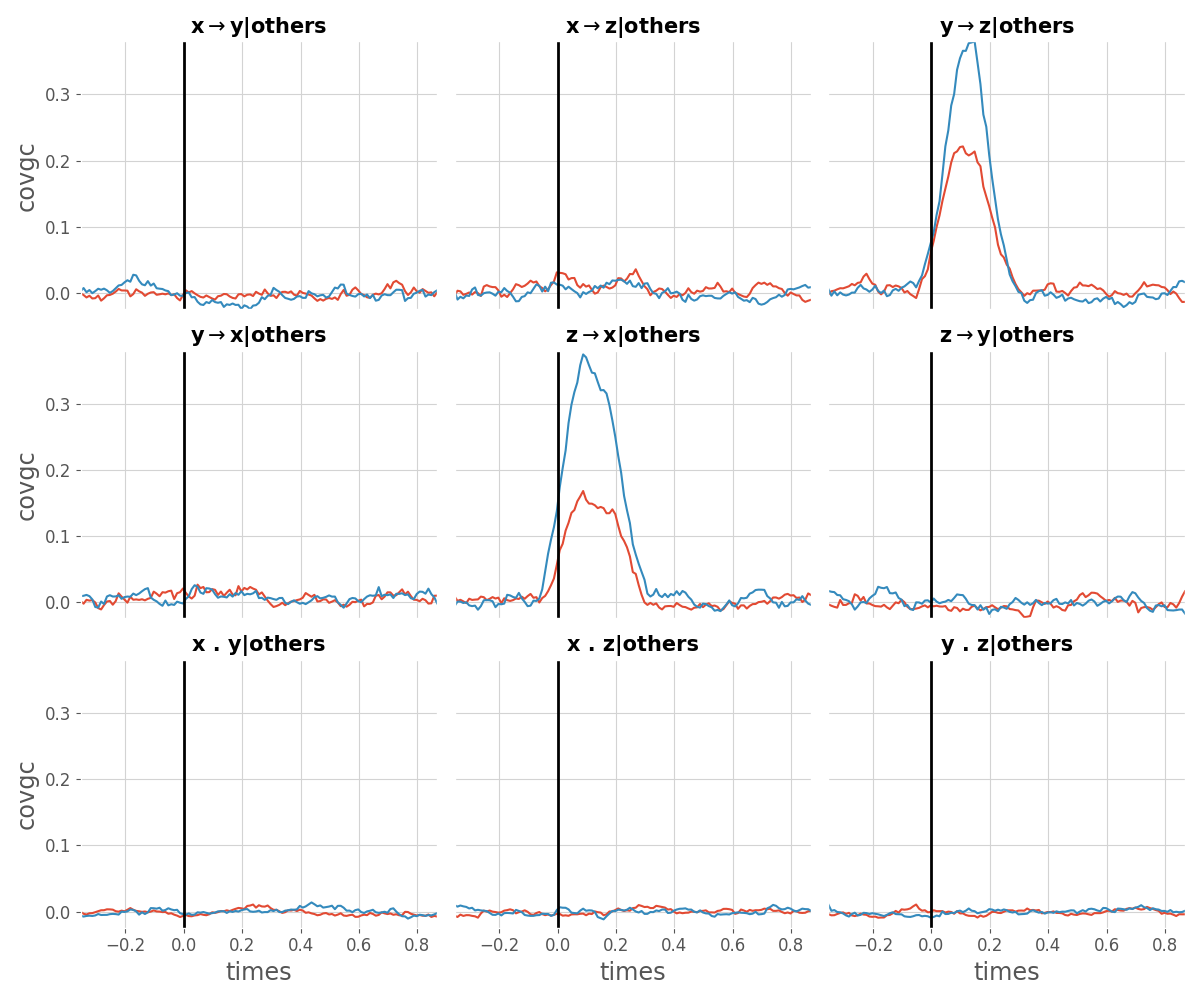 x→y|others
x→z|others
y→z|others
covgc
0.3
0.2
0.1
0.0
y→x|others
z→x|others
z→y|others
covgc
0.3
0.2
0.1
0.0
x . y|others
x . z|others
y . z|others
covgc
0.3
0.2
0.1
0.0
−0.2 0.0 0.2 0.4 0.6 0.8
−0.2 0.0 0.2 0.4 0.6 0.8
−0.2 0.0 0.2 0.4 0.6 0.8
times
times
times